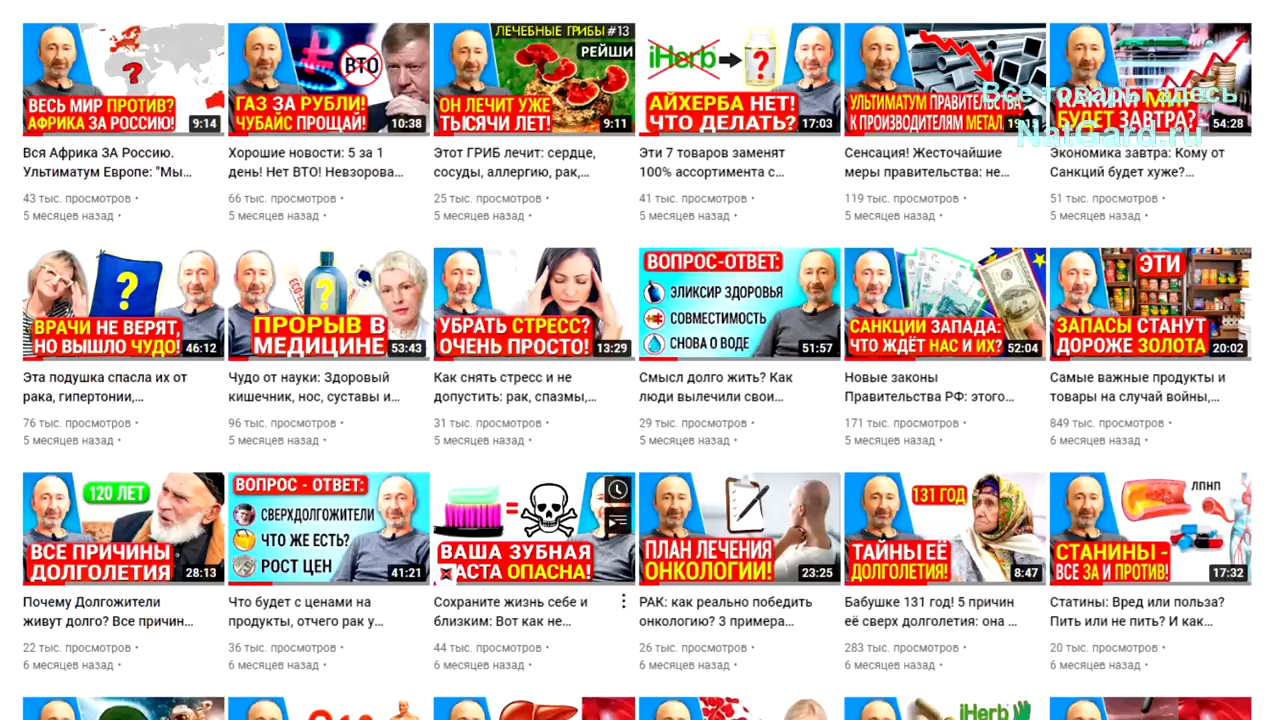 ВЕСЬ МИР ПРОТИВ?
АФРИКА ЗА РОССИЮ!
9:14
ВТО
ГАЗ ЗА РУБЛИ!
ЧУБАЙС ПРОЩАЙ!
10:38
ЛЕЧЕБНЫЕ ГРИБЫ #13
РЕЙШИ
ОН ЛЕЧИТ УЖЕ
ТЫСЯЧИ ЛЕТ!
9:11
iHerb
АЙХЕРБА НЕТ!
ЧТО ДЕЛАТЬ?
17:03
УЛЬТИМАТУМ ПРАВИТЕЛЬСТВА
К ПРОИЗВОДИТЕЛЯМ МЕТАЛ
БУДЕТ ЗАВТРА?
54:28
Все товары здесь
NatGard.ru
Вся Африка ЗА Россию.
Ультиматум Европе: "Мы...
43 тыс. просмотров •
5 месяцев назад •
Хорошие новости: 5 за 1
день! Нет ВТО! Невзорова...
66 тыс. просмотров •
5 месяцев назад •
Этот ГРИБ лечит: сердце,
сосуды, аллергию, рак,...
25 тыс. просмотров •
5 месяцев назад •
Эти 7 товаров заменят
100% ассортимента с...
41 тыс. просмотров •
5 месяцев назад •
Сенсация! Жесточайшие
меры правительства: не...
119 тыс. просмотров •
5 месяцев назад •
Экономика завтра: Кому от
Санкций будет хуже?...
51 тыс. просмотров •
5 месяцев назад •
?
ВРАЧИ НЕ ВЕРЯТ,
НО ВЫШЛО ЧУДО!
46:12
?
ПРОРЫВ В
МЕДИЦИНЕ
53:43
УБРАТЬ СТРЕСС?
ОЧЕНЬ ПРОСТО!
13:29
ВОПРОС-ОТВЕТ:
ЭЛИКСИР ЗДОРОВЬЯ
СОВМЕСТИМОСТЬ
СНОВА О ВОДЕ
51:57
САНКЦИИ ЗАПАДА:
ЧТО ЖДЁТ НАС И ИХ?
52:04
ЭТИ
ЗАПАСЫ СТАНУТ
ДОРОЖЕ ЗОЛОТА
20:02
Эта подушка спасла их от
рака, гипертонии,...
76 тыс. просмотров •
5 месяцев назад •
Чудо от науки: Здоровый
кишечник, нос, суставы и...
96 тыс. просмотров •
5 месяцев назад •
Как снять стресс и не
допустить: рак, спазмы,...
31 тыс. просмотров •
5 месяцев назад •
Смысл долго жить? Как
люди вылечили свои...
29 тыс. просмотров •
5 месяцев назад •
Новые законы
Правительства РФ: этого...
171 тыс. просмотров •
5 месяцев назад •
Самые важные продукты и
товары на случай войны,...
849 тыс. просмотров •
6 месяцев назад •
120 ЛЕТ
ВСЕ ПРИЧИНЫ
ДОЛГОЛЕТИЯ
28:13
ВОПРОС - ОТВЕТ:
СВЕРХДОЛГОЖИТЕЛИ
ЧТО ЖЕ ЕСТЬ?
РОСТ ЦЕН
41:21
=
ВАША ЗУБНАЯ
ПАСТА ОПАСНА!
ПЛАН ЛЕЧЕНИЯ
ОНКОЛОГИИ!
23:25
131 ГОД
ТАЙНЫ ЕЁ
ДОЛГОЛЕТИЯ!
8:47
ЛПНП
СТАНИНЫ -
ВСЕ ЗА И ПРОТИВ!
17:32
Почему Долгожители
живут долго? Все причин...
22 тыс. просмотров •
6 месяцев назад •
Что будет с ценами на
продукты, отчего рак у...
36 тыс. просмотров •
6 месяцев назад •
Сохраните жизнь себе и
близким: Вот как не...
44 тыс. просмотров •
6 месяцев назад •
РАК: как реально победить
онкологию? 3 примера...
26 тыс. просмотров •
6 месяцев назад •
Бабушке 131 год! 5 причин
её сверх долголетия: она ...
283 тыс. просмотров •
6 месяцев назад •
Статины: Вред или польза?
Пить или не пить? И как...
20 тыс. просмотров •
6 месяцев назад •
iHerb